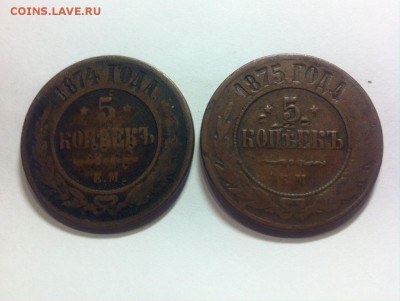 COINS.LAVE.RU
1874 ГОДА
* 5 *
КОПѢЕКЪ
Е.М.
1875 ГОДА
* 5 *
КОПѢЕКЪ
Е.М.